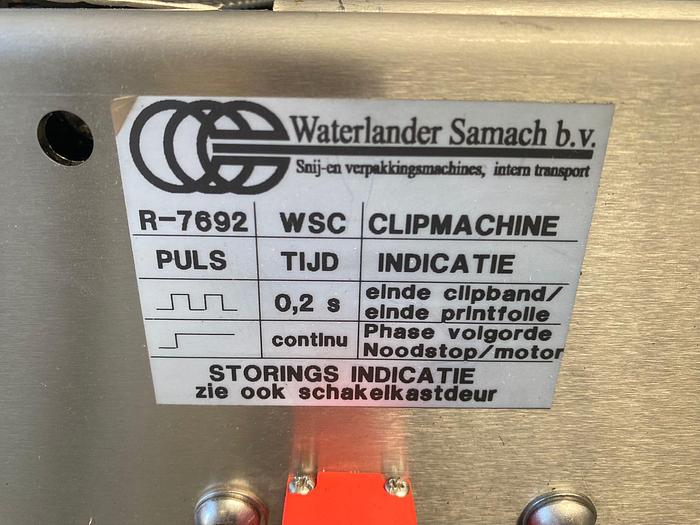 Waterlander Samach b.v.
Snij-en verpakkingsmachines, intern transport
R-7692 WSC CLIPMACHINE
PULS TIJD INDICATIE
0,2 s einde clipband/
einde printfolie
continu Phase volgorde
Noodstop/motor
STORINGS INDICATIE
zie ook schakelkastdeur